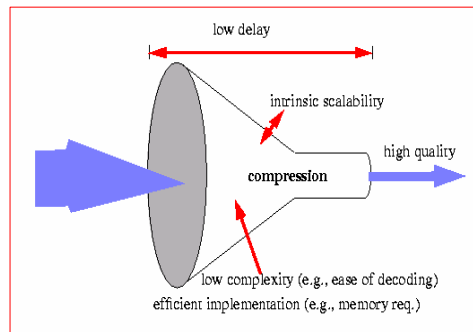 low delay
intrinsic scalability
high quality
compression
low complexity (e.g., ease of decoding)
efficient implementation (e.g., memory req.)